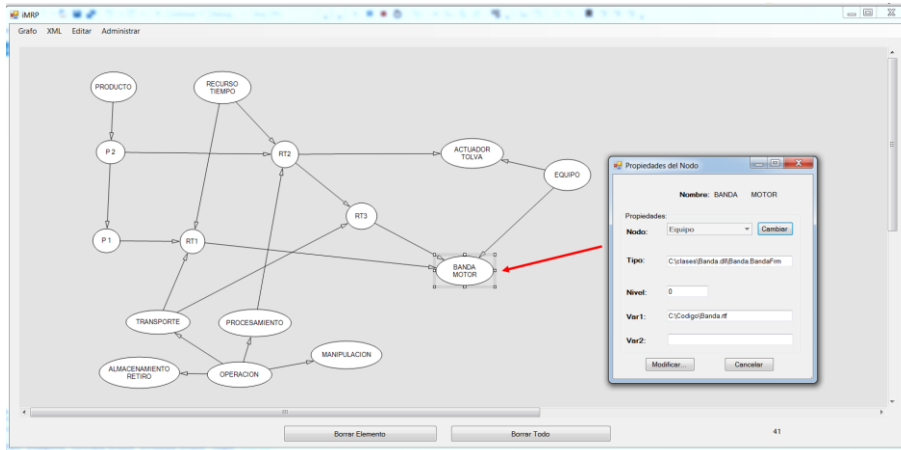 iMRP
Grafo XML Editar Administrar
PRODUCTO
RECURSO
TIEMPO
P 2
RT2
ACTUADOR
TOLVA
EQUIPO
RT3
P 1
RT1
BANDA
MOTOR
TRANSPORTE
PROCESAMIENTO
MANIPULACION
ALMACENAMIENTO
RETIRO
OPERACION
Propiedades del Nodo
Nombre: BANDA MOTOR
Propiedades:
Nodo: Equipo Cambiar
Tipo: C:\clases\Banda.dll\Banda.BandaFrm
Nivel: 0
Var1: C:\Codigo\Banda.rtf
Var2:
Modificar... Cancelar
Borrar Elemento Borrar Todo 41